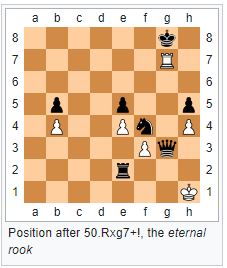 a b c d e f g h
8 8
7 7
6 6
5 5
4 4
3 3
2 2
1 1
a b c d e f g h
Position after 50.Rxg7+!, the eternal
rook